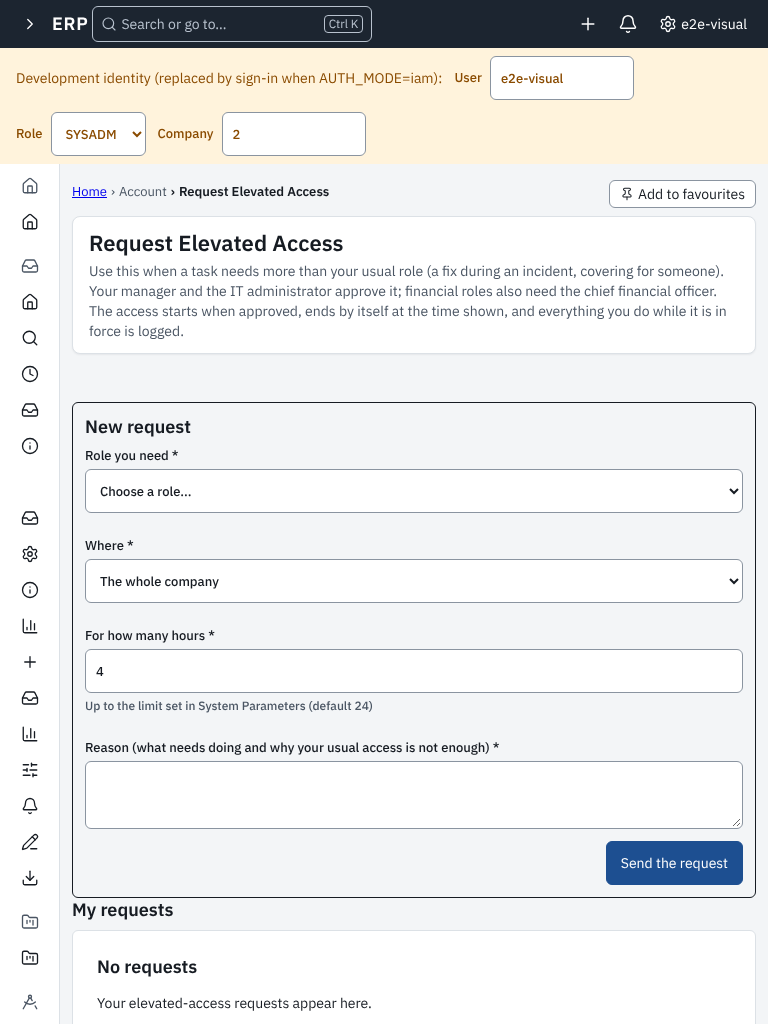 ERP
Search or go to...
Ctrl K
e2e-visual
Development identity (replaced by sign-in when AUTH_MODE=iam):
User
e2e-visual
Role
SYSADM
Company
2
Home › Account › Request Elevated Access
Add to favourites
Request Elevated Access
Use this when a task needs more than your usual role (a fix during an incident, covering for someone).
Your manager and the IT administrator approve it; financial roles also need the chief financial officer.
The access starts when approved, ends by itself at the time shown, and everything you do while it is in
force is logged.
New request
Role you need *
Choose a role...
Where *
The whole company
For how many hours *
4
Up to the limit set in System Parameters (default 24)
Reason (what needs doing and why your usual access is not enough) *
Send the request
My requests
No requests
Your elevated-access requests appear here.